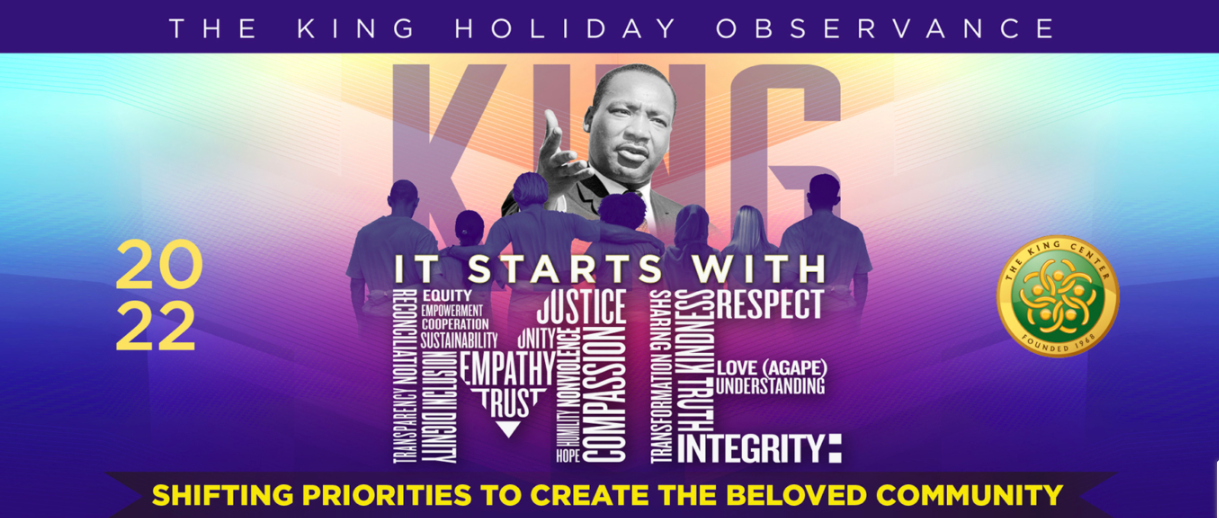 THE KING HOLIDAY OBSERVANCE
KING
20
22
IT STARTS WITH
ME:
RECONCILIATION
TRANSPARENCY
EQUITY
EMPOWERMENT
COOPERATION
SUSTAINABILITY
INCLUSION
DIGNITY
EMPATHY
TRUST
UNITY
JUSTICE
NONVIOLENCE
HUMILITY
HOPE
COMPASSION
SHARING
TRANSFORMATION
KINDNESS
TRUTH
RESPECT
LOVE (AGAPE)
UNDERSTANDING
INTEGRITY:
THE KING CENTER
FOUNDED 1968
SHIFTING PRIORITIES TO CREATE THE BELOVED COMMUNITY